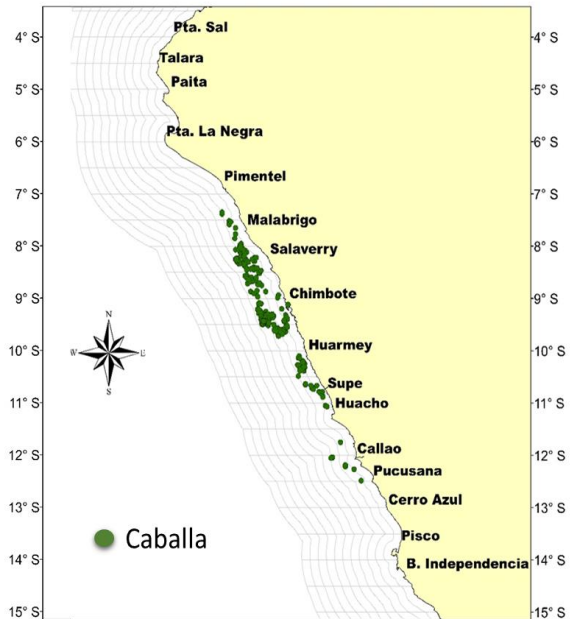 Pta. Sal
4° S
4° S
Talara
Paita
5° S
5° S
Pta. La Negra
6° S
6° S
Pimentel
7° S
7° S
Malabrigo
8° S
Salaverry
8° S
Chimbote
9° S
9° S
N
W
E
S
Huarmey
10° S
10° S
Supe
11° S
Huacho
11° S
Callao
12° S
12° S
Pucusana
Cerro Azul
13° S
13° S
Caballa
Pisco
14° S
B. Independencia
14° S
15° S
15° S